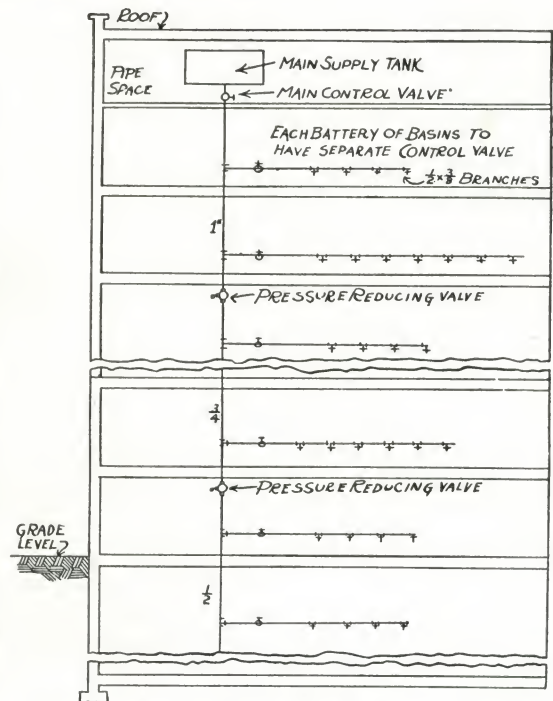 ROOF
PIPE
SPACE
MAIN SUPPLY TANK
MAIN CONTROL VALVE
EACH BATTERY OF BASINS TO
HAVE SEPARATE CONTROL VALVE
1/2 x 3/8 BRANCHES
1"
PRESSURE REDUCING VALVE
3/4
PRESSURE REDUCING VALVE
GRADE
LEVEL
1/2